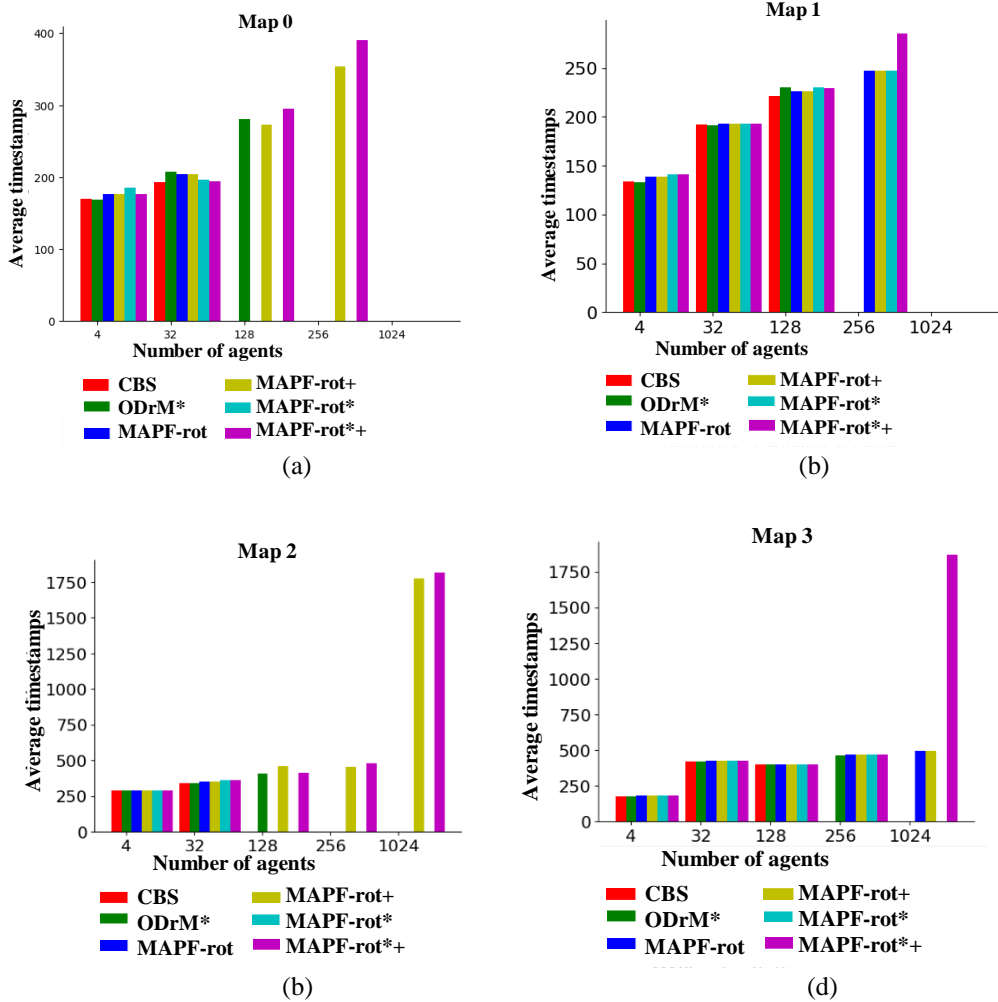 Map 0
400
300
200
100
0
Average timestamps
4 32 128 256 1024
Number of agents
CBS MAPF-rot+
ODrM* MAPF-rot*
MAPF-rot MAPF-rot*+
(a)
Map 1
250
200
150
100
50
0
Average timestamps
4 32 128 256 1024
Number of agents
CBS MAPF-rot+
ODrM* MAPF-rot*
MAPF-rot MAPF-rot*+
(b)
Map 2
1750
1500
1250
1000
750
500
250
0
Average timestamps
4 32 128 256 1024
Number of agents
CBS MAPF-rot+
ODrM* MAPF-rot*
MAPF-rot MAPF-rot*+
(b)
Map 3
1750
1500
1250
1000
750
500
250
0
Average timestamps
4 32 128 256 1024
Number of agents
CBS MAPF-rot+
ODrM* MAPF-rot*
MAPF-rot MAPF-rot*+
(d)